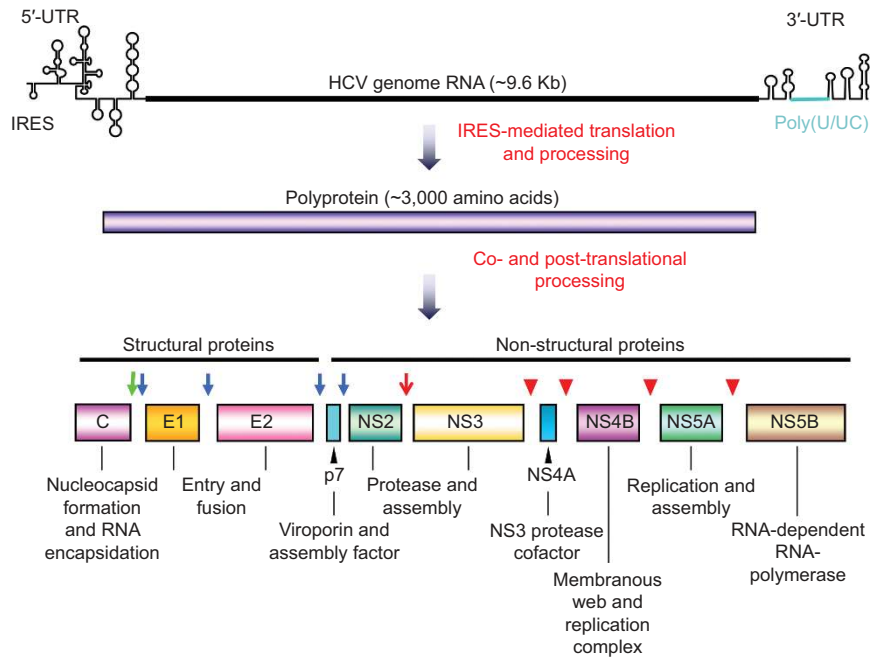 5′-UTR
3′-UTR
HCV genome RNA (~9.6 Kb)
IRES
Poly(U/UC)
IRES-mediated translation
and processing
Polyprotein (~3,000 amino acids)
Co- and post-translational
processing
Structural proteins
Non-structural proteins
C
E1
E2
NS2
NS3
NS4B
NS5A
NS5B
p7
NS4A
Nucleocapsid
formation
and RNA
encapsidation
Entry and
fusion
Viroporin and
assembly factor
Protease and
assembly
NS3 protease
cofactor
Membranous
web and
replication
complex
Replication and
assembly
RNA-dependent
RNA-
polymerase